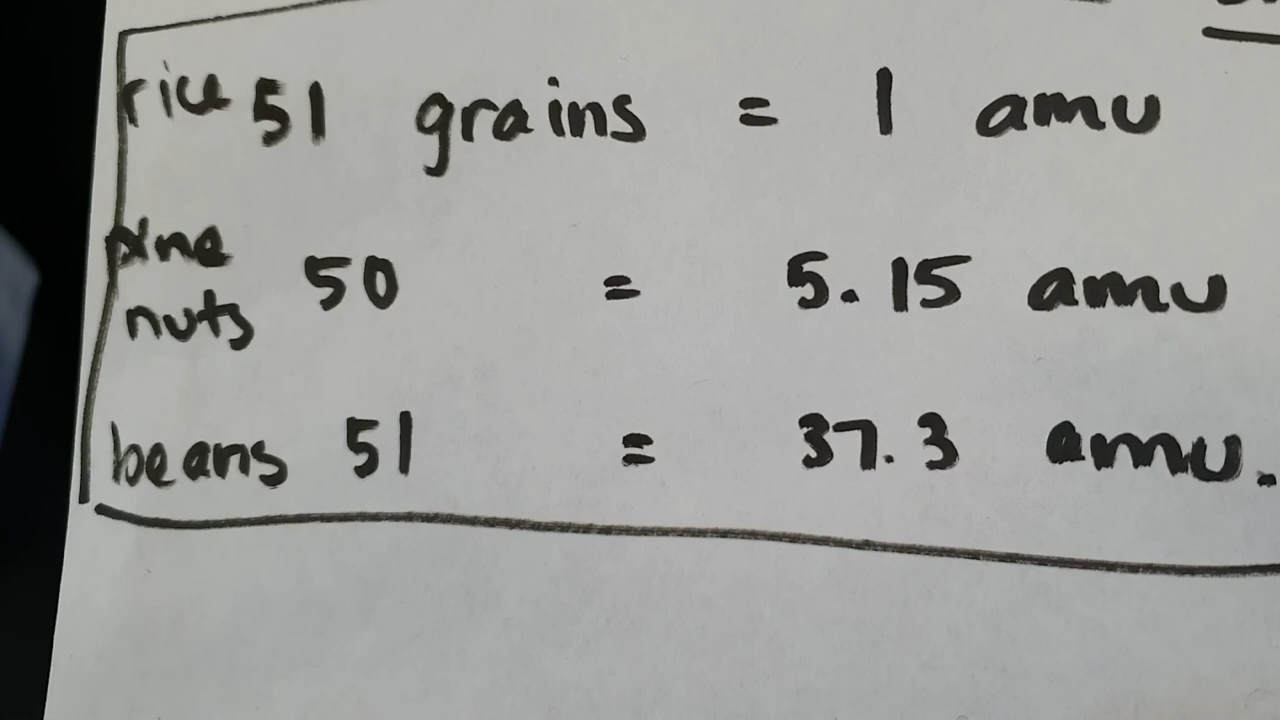 rice 51 grains = 1 amu
pine
nuts 50 = 5.15 amu
beans 51 = 37.3 amu.